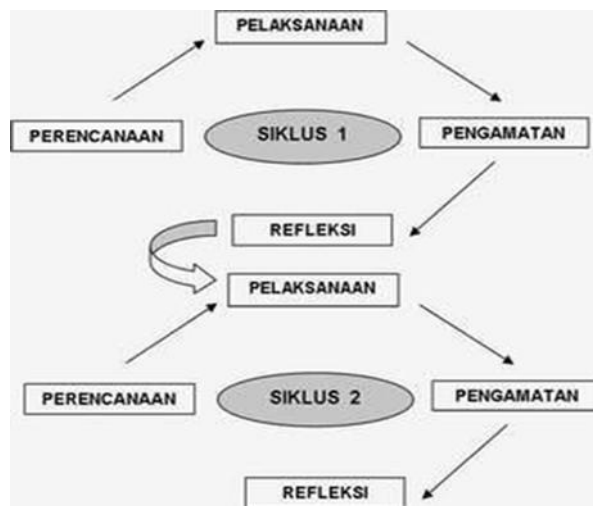 PELAKSANAAN
PERENCANAAN
SIKLUS 1
PENGAMATAN
REFLEKSI
PELAKSANAAN
PERENCANAAN
SIKLUS 2
PENGAMATAN
REFLEKSI